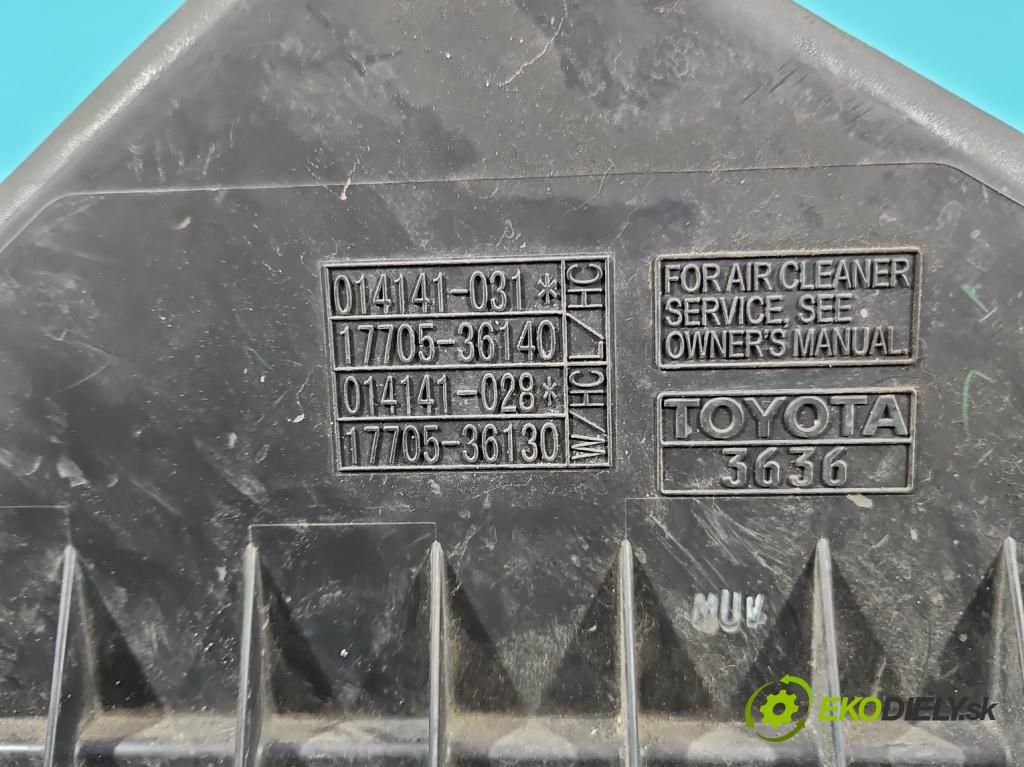 014141-031*
17705-36140
L/HC
014141-028*
17705-36130
W/HC
FOR AIR CLEANER
SERVICE, SEE
OWNER'S MANUAL.
TOYOTA
3636
MUV
EKODIELY.sk